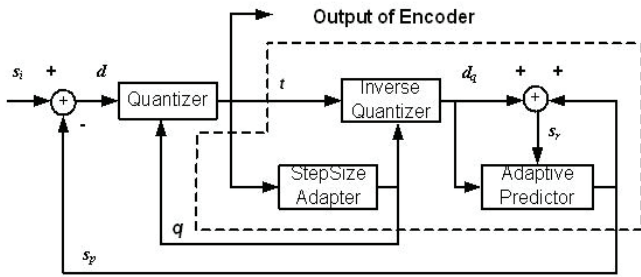 Output of Encoder
s_i + d Quantizer t Inverse Quantizer d_q + +
+
+
-
s_r
StepSize Adapter
Adaptive Predictor
q
s_p